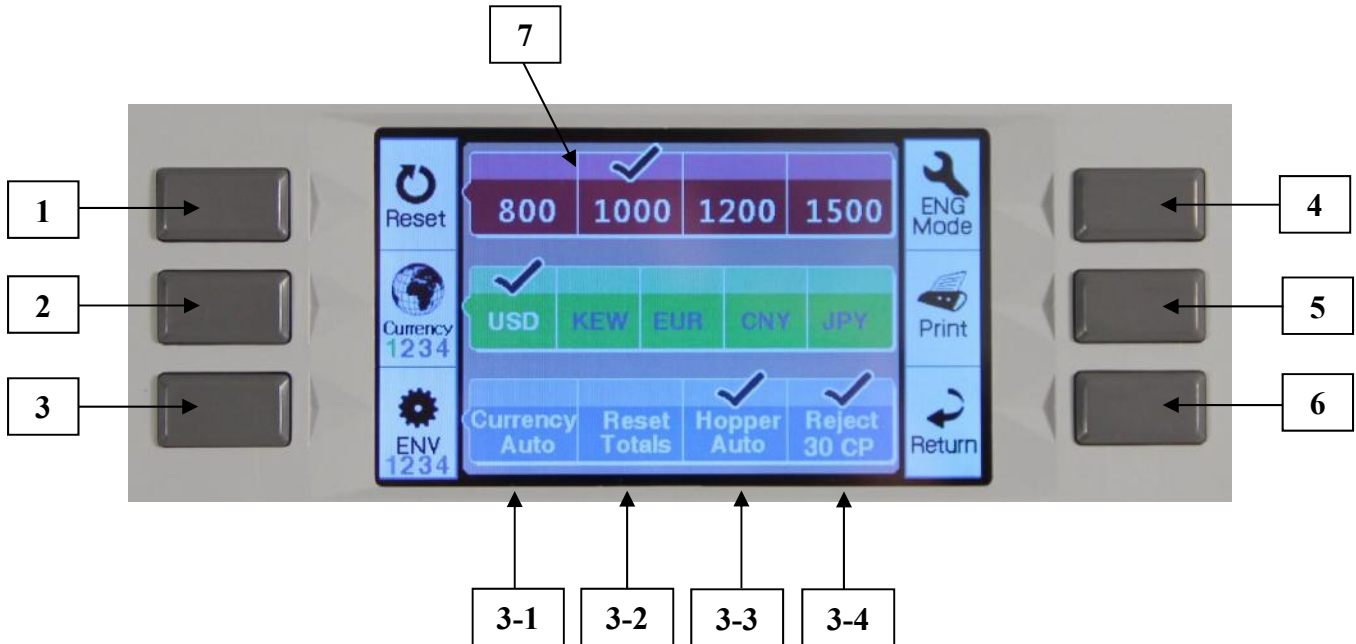 7
1
2
3
Reset
Currency
1234
ENV
1234
800 1000 1200 1500
USD KEW EUR CNY JPY
Currency Auto Reset Totals Hopper Auto Reject 30 CP
ENG
Mode
Print
Return
4
5
6
3-1 3-2 3-3 3-4